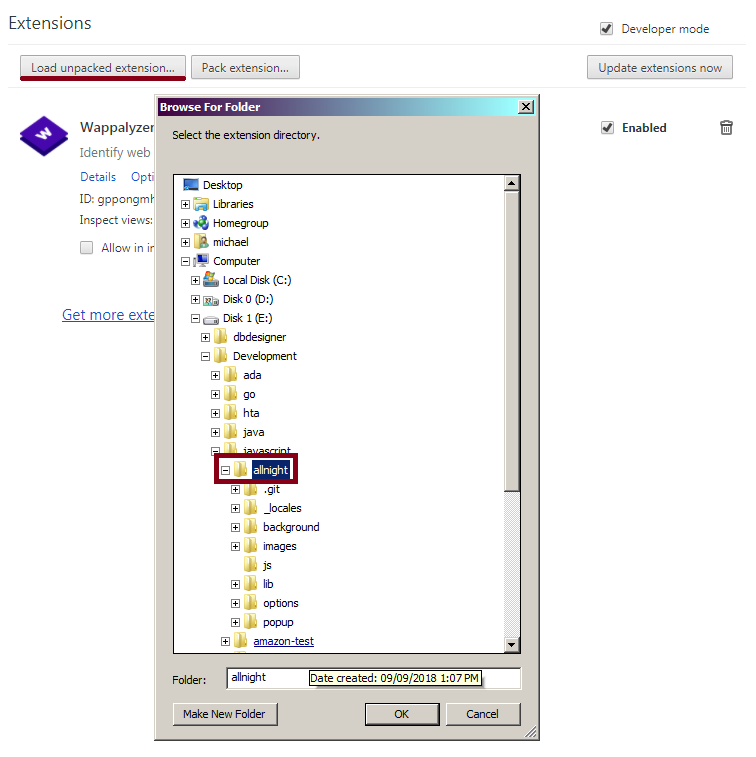 Extensions
Developer mode
Load unpacked extension...
Pack extension...
Update extensions now
Browse For Folder
Select the extension directory.
Wappalyzer
Enabled
Identify web
Details Opti
ID: gppongmh
Inspect views:
Allow in in
Get more exte
Desktop
Libraries
Homegroup
michael
Computer
Local Disk (C:)
Disk 0 (D:)
Disk 1 (E:)
dbdesigner
Development
ada
go
hta
java
javascript
allnight
.git
_locales
background
images
js
lib
options
popup
amazon-test
Folder:
allnight
Date created: 09/09/2018 1:07 PM
Make New Folder
OK
Cancel